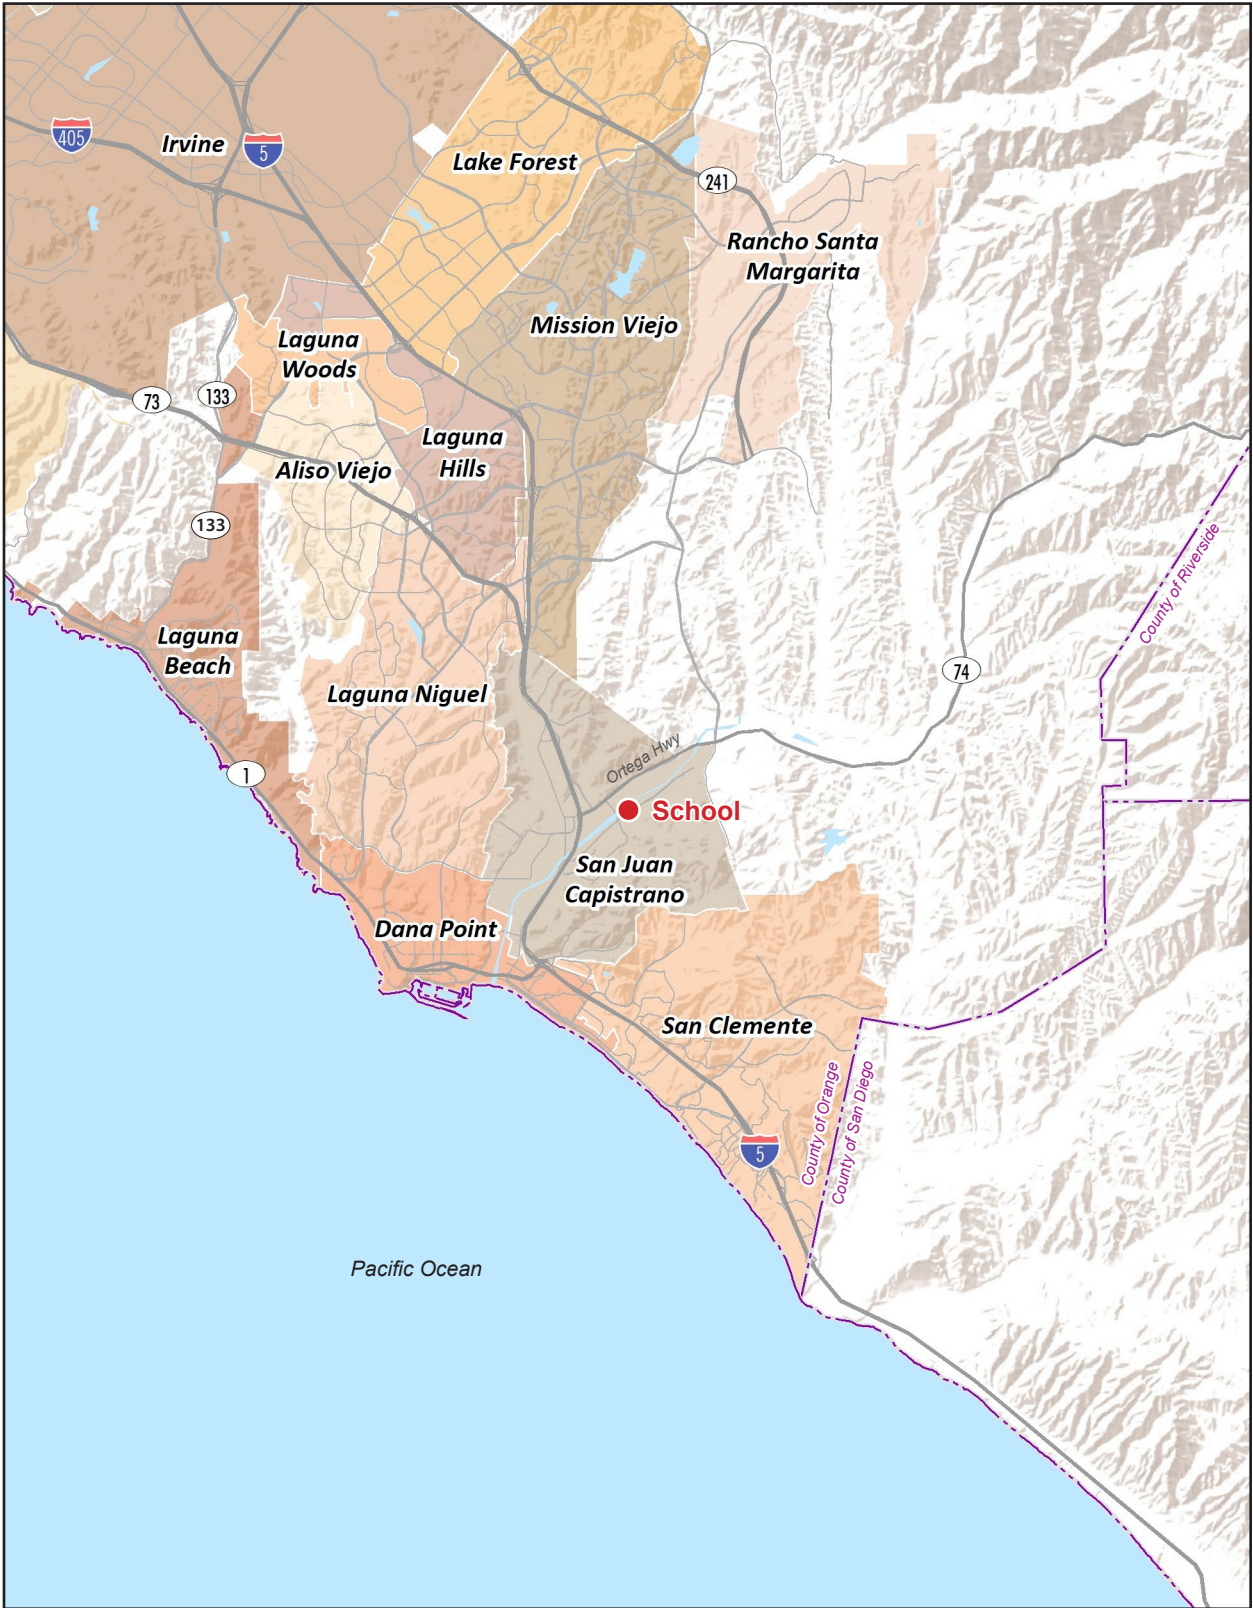 405
Irvine
5
Lake Forest
241
Rancho Santa
Margarita
Mission Viejo
Laguna
Woods
73
133
Laguna
Hills
Aliso Viejo
133
County of Riverside
Laguna
Beach
74
Laguna Niguel
Ortega Hwy
1
School
San Juan
Capistrano
Dana Point
San Clemente
County of Orange
County of San Diego
5
Pacific Ocean